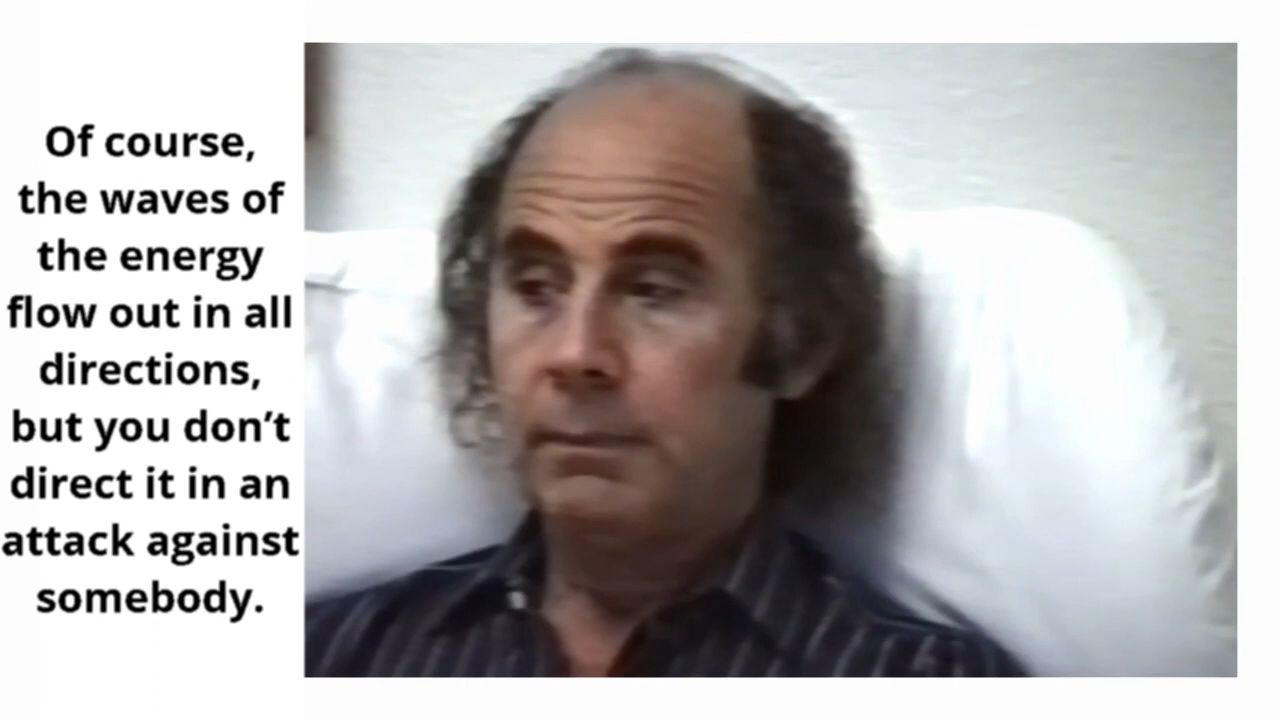 Of course,
the waves of
the energy
flow out in all
directions,
but you don’t
direct it in an
attack against
somebody.